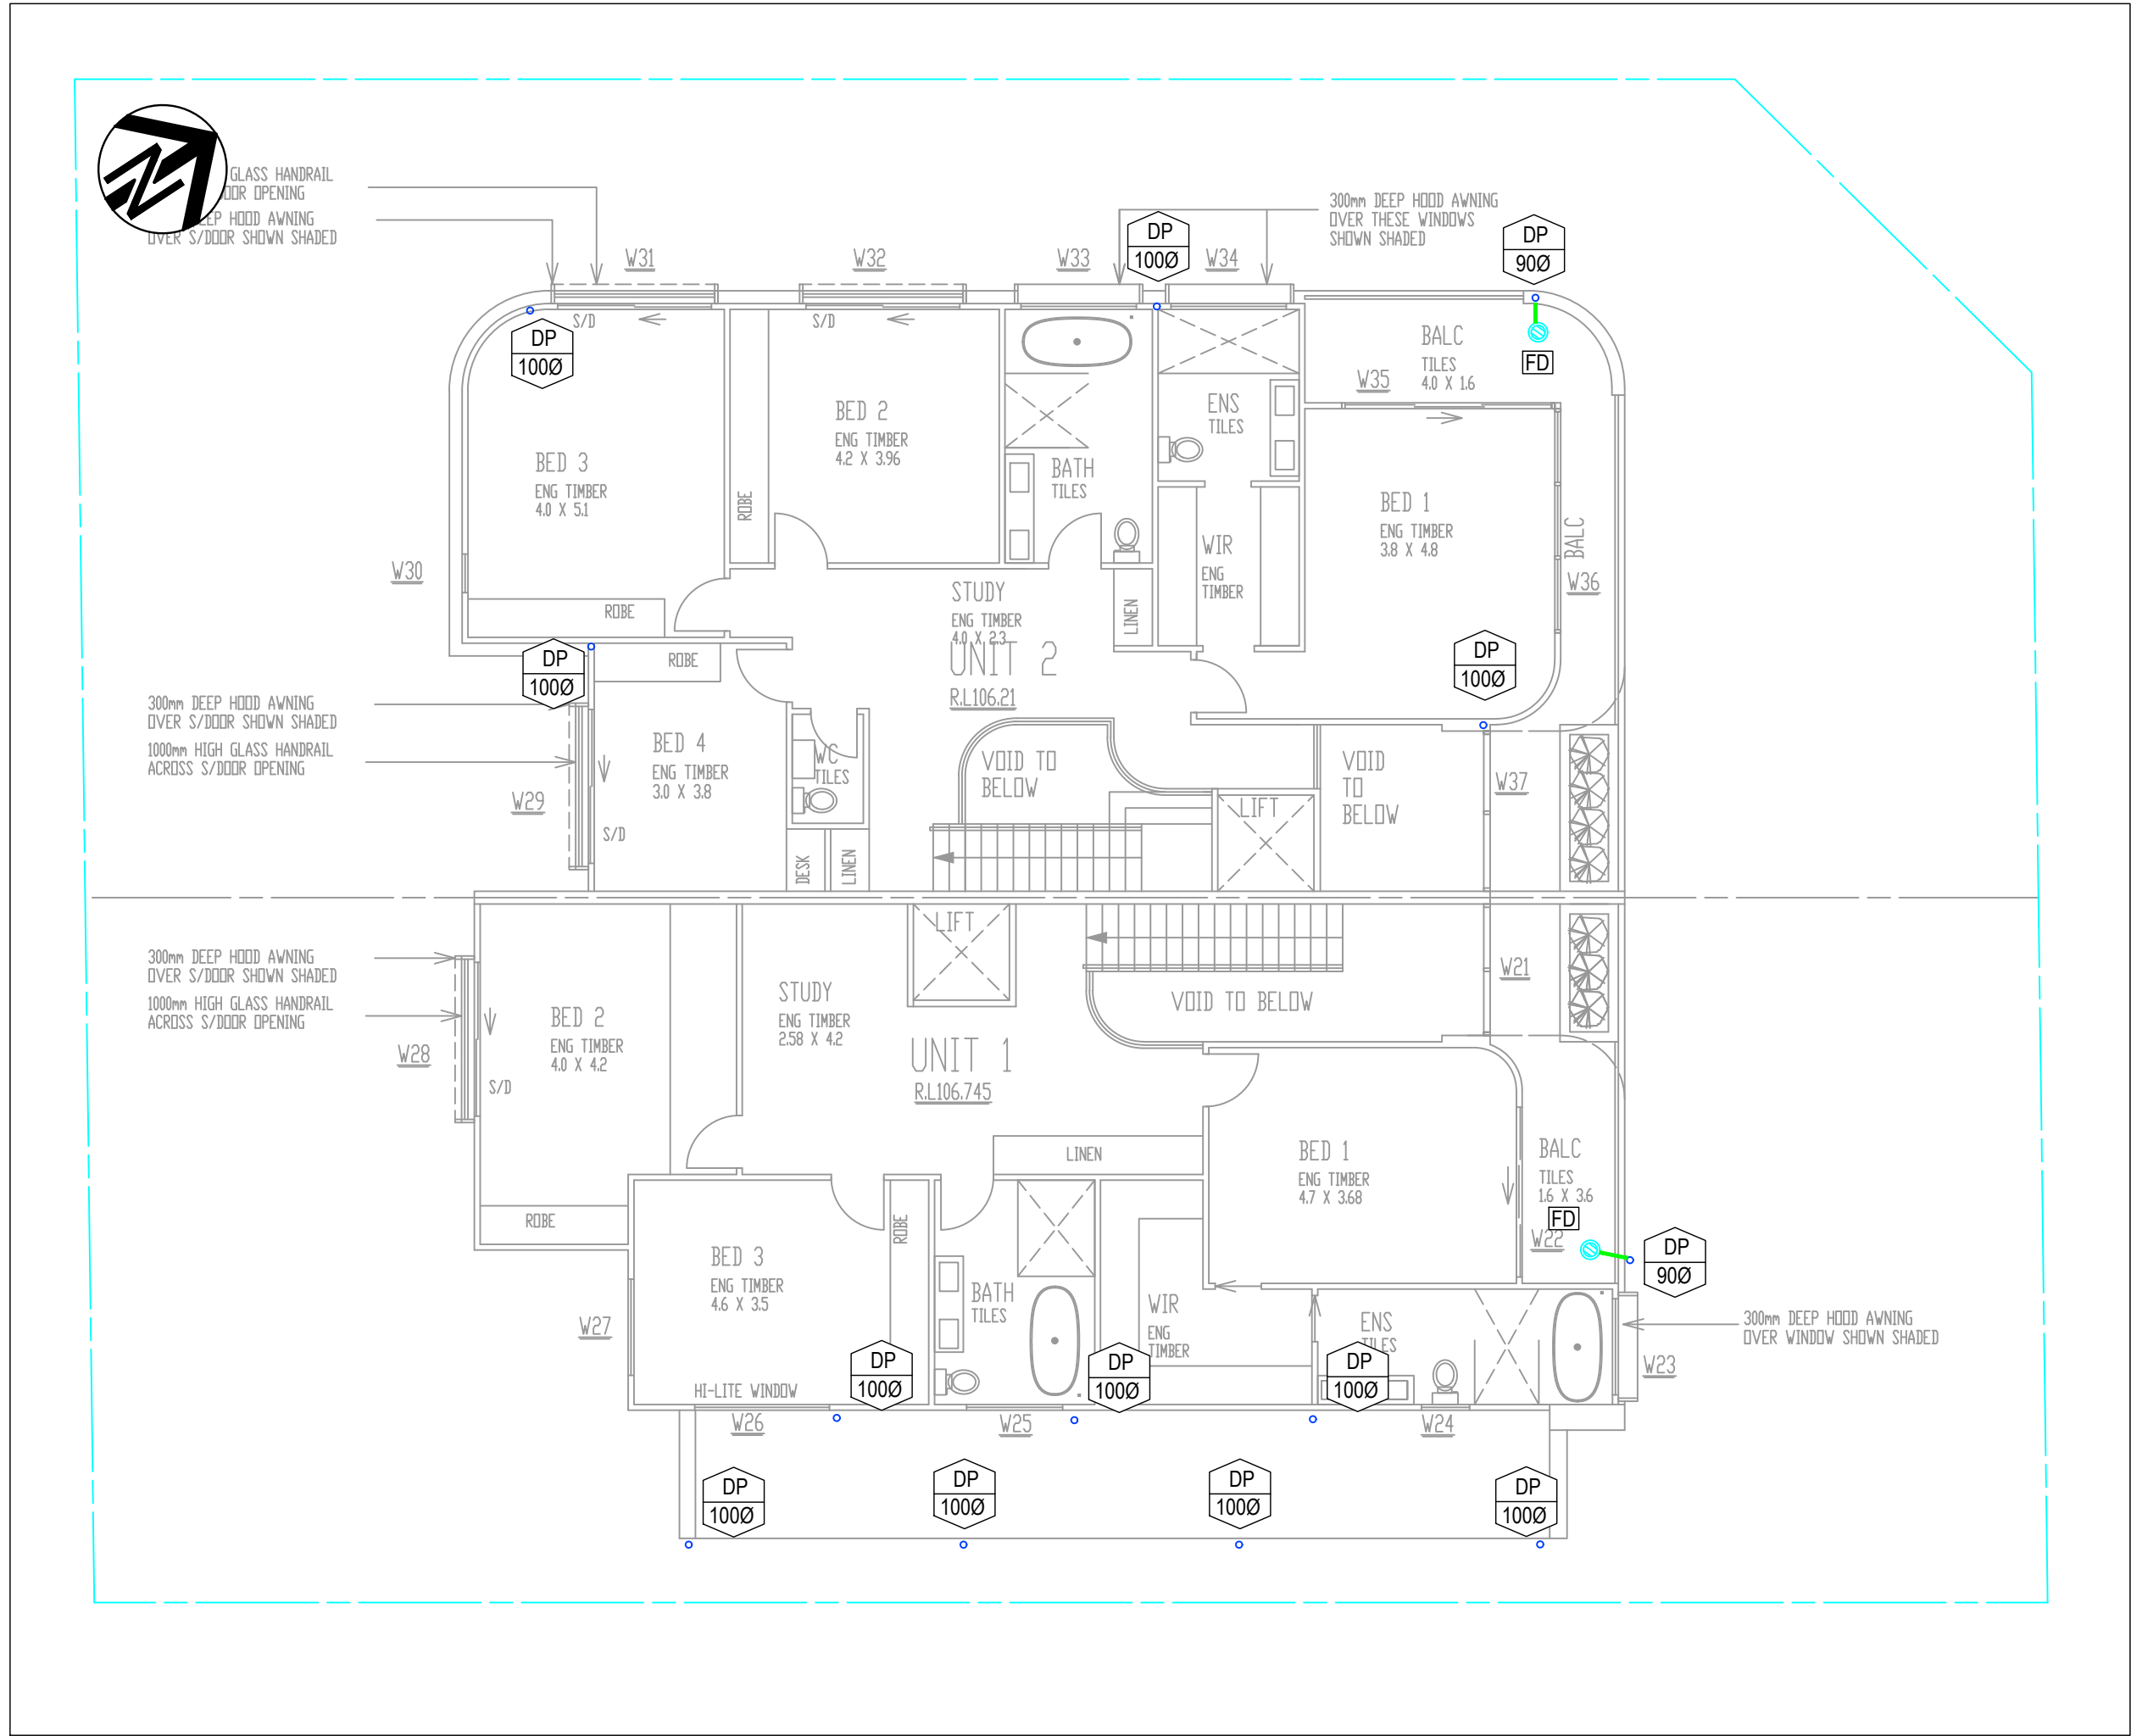 GLASS HANDRAIL
OOR OPENING
EEP HOOD AWNING
OVER S/DOOR SHOWN SHADED
300mm DEEP HOOD AWNING
OVER THESE WINDOWS
SHOWN SHADED
DP
100Ø
DP
90Ø
W31
W32
W33
W34
S/D
S/D
DP
100Ø
BALC
TILES
4.0 X 1.6
FD
W35
BED 3
ENG TIMBER
4.0 X 5.1
ROBE
BED 2
ENG TIMBER
4.2 X 3.96
BATH
TILES
ENS
TILES
BED 1
ENG TIMBER
3.8 X 4.8
BALC
W36
W30
ROBE
WIR
ENG
TIMBER
LINEN
STUDY
ENG TIMBER
4.0 X 2.3
UNIT 2
R.L106.21
DP
100Ø
ROBE
DP
100Ø
300mm DEEP HOOD AWNING
OVER S/DOOR SHOWN SHADED
1000mm HIGH GLASS HANDRAIL
ACROSS S/DOOR OPENING
W29
S/D
BED 4
ENG TIMBER
3.0 X 3.8
WC
TILES
DESK
LINEN
VOID TO
BELOW
LIFT
VOID
TO
BELOW
W37
300mm DEEP HOOD AWNING
OVER S/DOOR SHOWN SHADED
1000mm HIGH GLASS HANDRAIL
ACROSS S/DOOR OPENING
W28
S/D
BED 2
ENG TIMBER
4.0 X 4.2
STUDY
ENG TIMBER
2.58 X 4.2
LIFT
VOID TO BELOW
W21
UNIT 1
R.L106.745
LINEN
BED 1
ENG TIMBER
4.7 X 3.68
BALC
TILES
1.6 X 3.6
FD
W22
DP
90Ø
ROBE
ROBE
BED 3
ENG TIMBER
4.6 X 3.5
BATH
TILES
WIR
ENG
TIMBER
ENS
TILES
300mm DEEP HOOD AWNING
OVER WINDOW SHOWN SHADED
W27
W23
HI-LITE WINDOW
DP
100Ø
DP
100Ø
DP
100Ø
W26
W25
W24
DP
100Ø
DP
100Ø
DP
100Ø
DP
100Ø